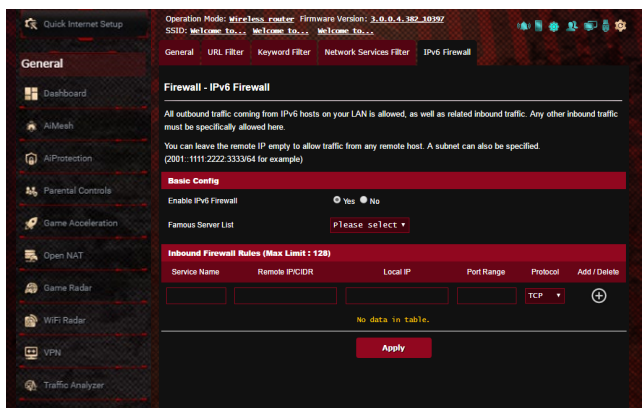 Quick Internet Setup
General
Dashboard
AiMesh
AiProtection
Parental Controls
Game Acceleration
Open NAT
Game Radar
WiFi Radar
VPN
Traffic Analyzer
Operation Mode: Wireless router Firmware Version: 3.0.0.4.382_10397
SSID: Welcome to... Welcome to... Welcome to...
General URL Filter Keyword Filter Network Services Filter IPv6 Firewall
Firewall - IPv6 Firewall
All outbound traffic coming from IPv6 hosts on your LAN is allowed, as well as related inbound traffic. Any other inbound traffic
must be specifically allowed here.
You can leave the remote IP empty to allow traffic from any remote host. A subnet can also be specified.
(2001::1111:2222:3333/64 for example)
Basic Config
Enable IPv6 Firewall Yes No
Famous Server List Please select
Inbound Firewall Rules (Max Limit : 128)
Service Name Remote IP/CIDR Local IP Port Range Protocol Add / Delete
TCP
No data in table.
Apply